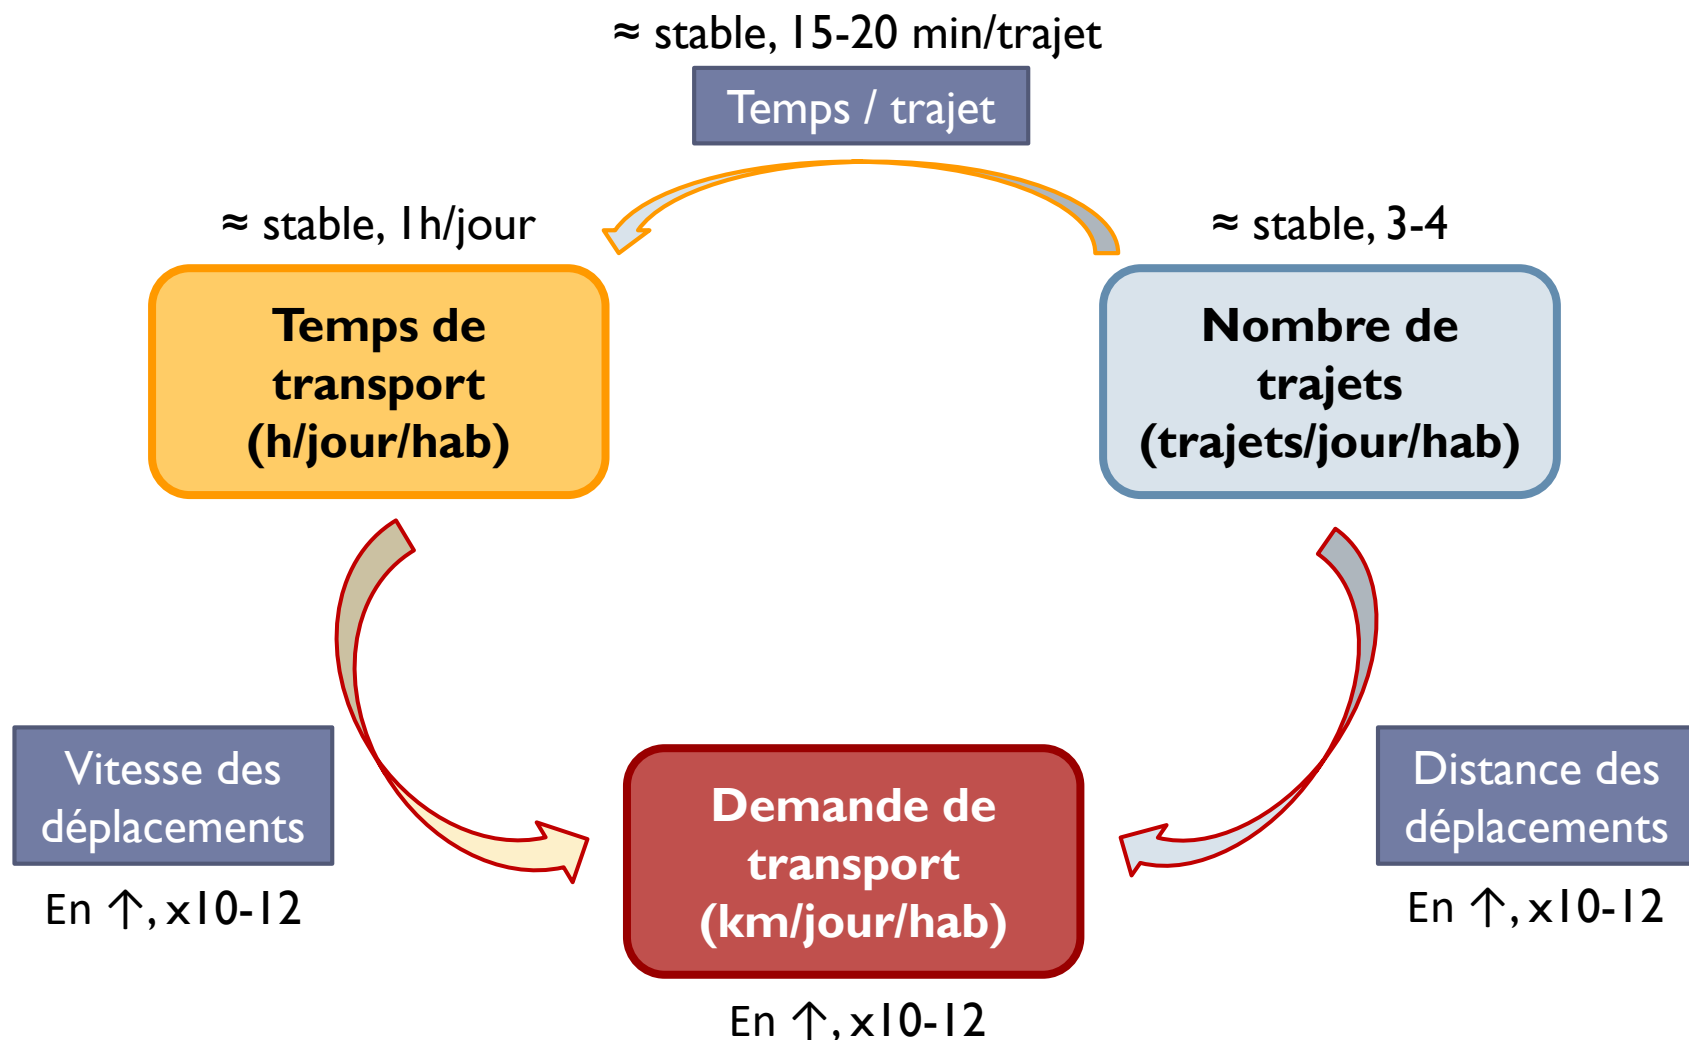 ≈ stable, 15-20 min/trajet
Temps / trajet
≈ stable, 1h/jour
≈ stable, 3-4
Temps de
transport
(h/jour/hab)
Nombre de
trajets
(trajets/jour/hab)
Vitesse des
déplacements
En ↑, x10-12
Demande de
transport
(km/jour/hab)
En ↑, x10-12
Distance des
déplacements
En ↑, x10-12